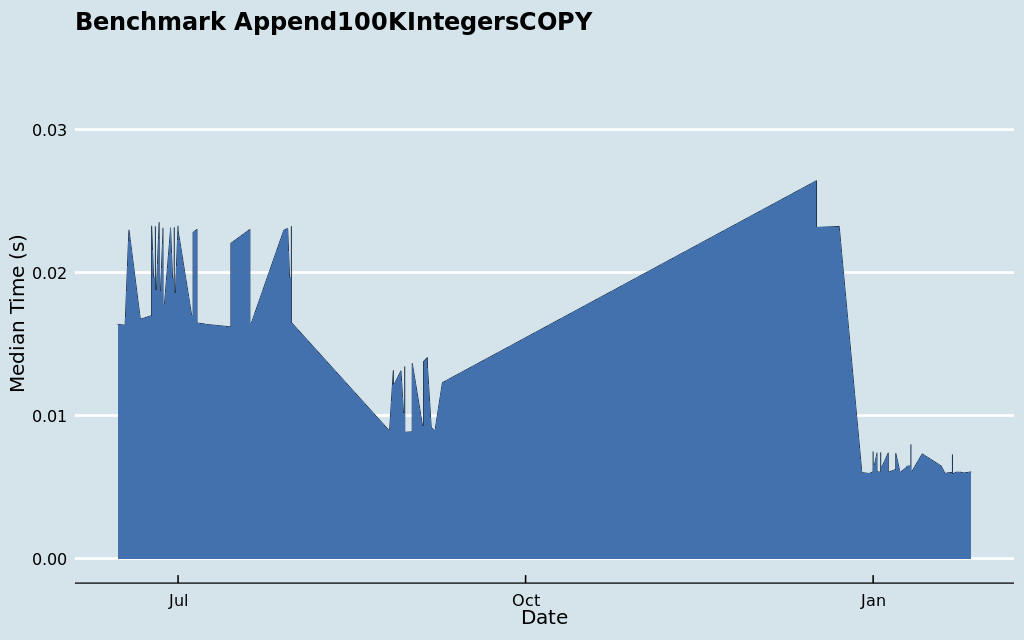 Benchmark Append100KIntegersCOPY
Median Time (s)
0.03
0.02
0.01
0.00
Jul
Oct
Jan
Date